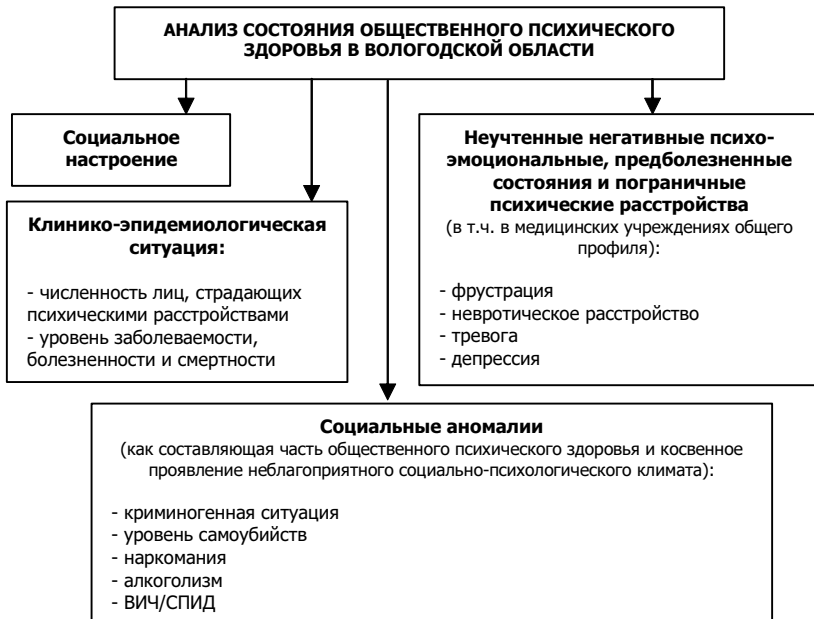 АНАЛИЗ СОСТОЯНИЯ ОБЩЕСТВЕННОГО ПСИХИЧЕСКОГО
ЗДОРОВЬЯ В ВОЛОГОДСКОЙ ОБЛАСТИ
Социальное
настроение
Неучтенные негативные психо-
эмоциональные, предболезненные
состояния и пограничные
психические расстройства
(в т.ч. в медицинских учреждениях общего
профиля):
- фрустрация
- невротическое расстройство
- тревога
- депрессия
Клинико-эпидемиологическая
ситуация:
- численность лиц, страдающих
психическими расстройствами
- уровень заболеваемости,
болезненности и смертности
Социальные аномалии
(как составляющая часть общественного психического здоровья и косвенное
проявление неблагоприятного социально-психологического климата):
- криминогенная ситуация
- уровень самоубийств
- наркомания
- алкоголизм
- ВИЧ/СПИД